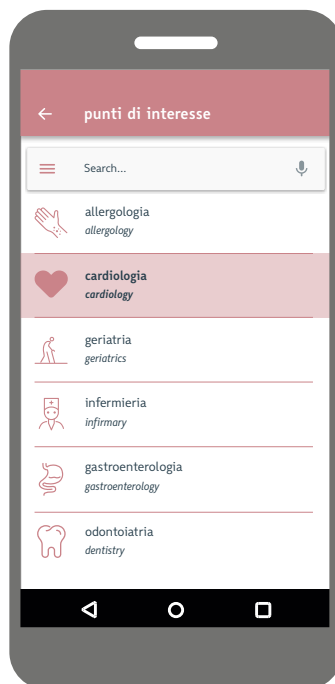 punti di interesse
Search...
allergologia
allergology
cardiologia
cardiology
geriatria
geriatrics
infermieria
infirmary
gastroenterologia
gastroenterology
odontoiatria
dentistry